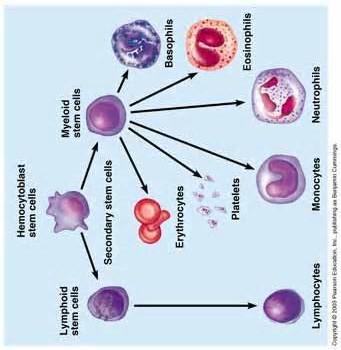 Hemocytoblast
stem cells
Lymphoid
stem cells
Secondary stem cells
Myeloid
stem cells
Lymphocytes
Monocytes
Platelets
Erythrocytes
Neutrophils
Eosinophils
Basophils
Copyright © 2003 Pearson Education, Inc., publishing as Benjamin Cummings.